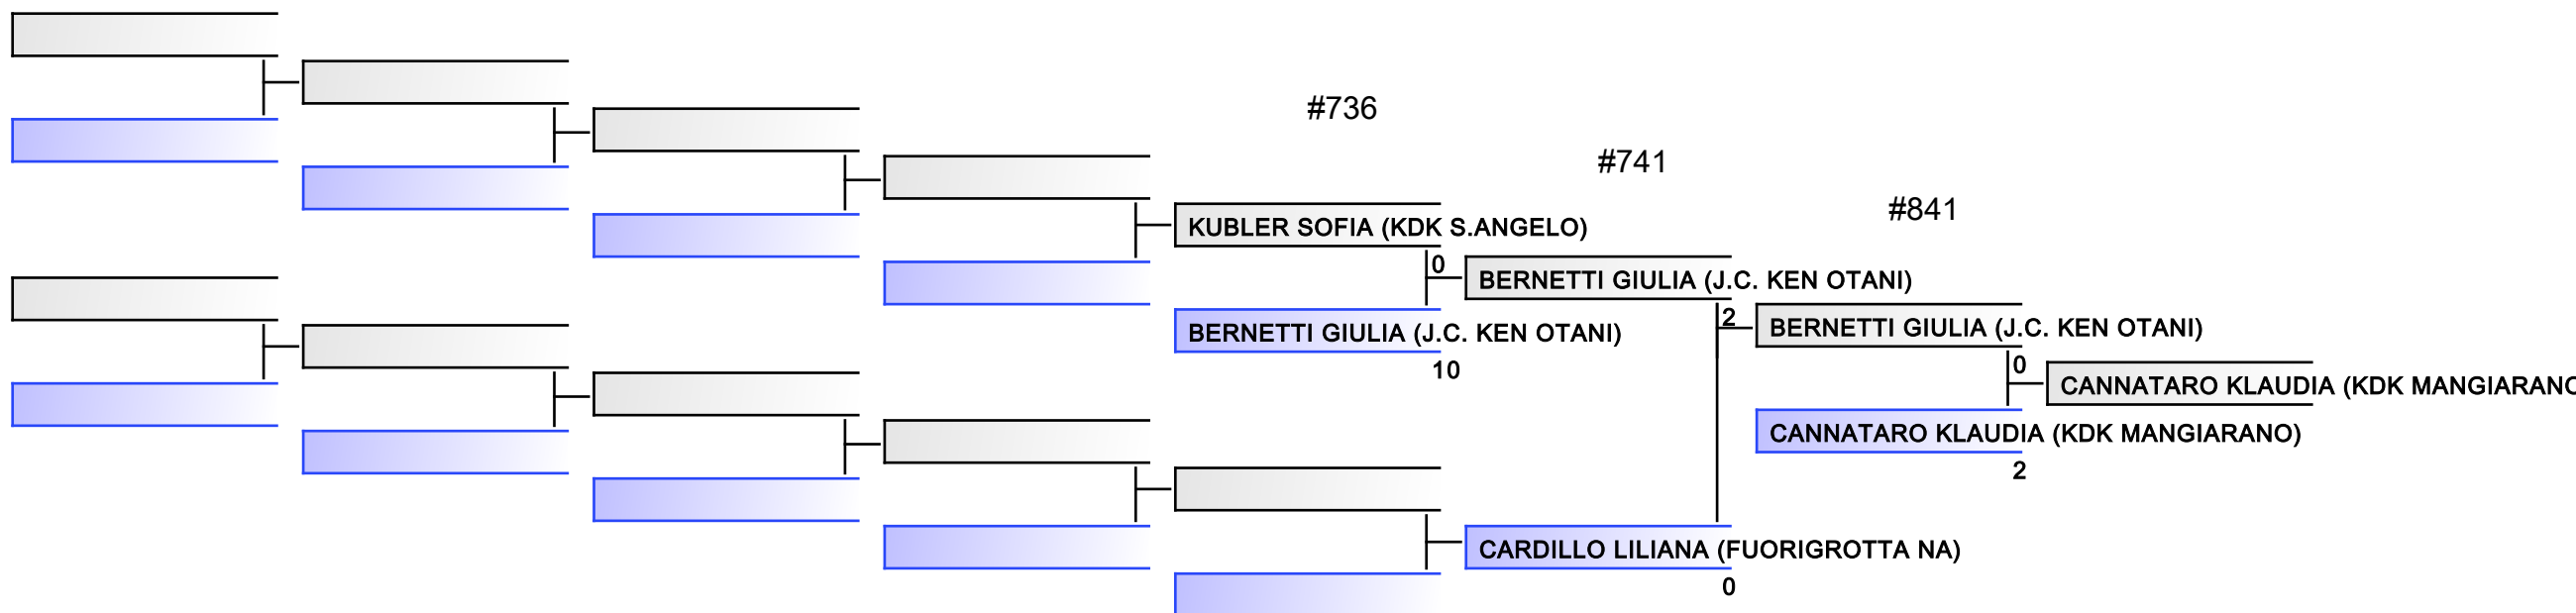 #736
#741
#841
KUBLER SOFIA (KDK S.ANGELO)
0
BERNETTI GIULIA (J.C. KEN OTANI)
2
BERNETTI GIULIA (J.C. KEN OTANI)
BERNETTI GIULIA (J.C. KEN OTANI)
10
0
CANNATARO KLAUDIA (KDK MANGIARANO
CANNATARO KLAUDIA (KDK MANGIARANO)
2
CARDILLO LILIANA (FUORIGROTTA NA)
0